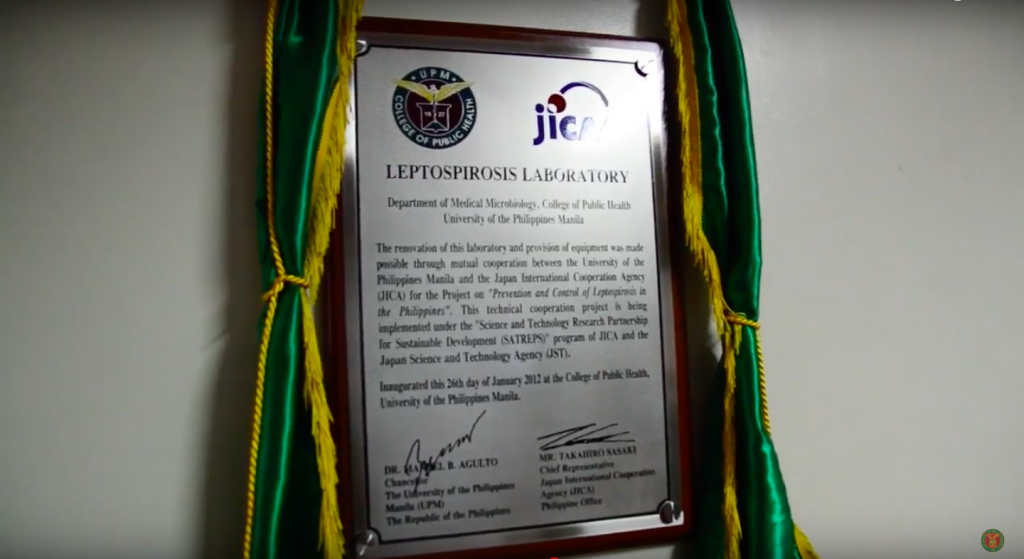 UPM
COLLEGE OF PUBLIC HEALTH
19 27
jica
LEPTOSPIROSIS LABORATORY
Department of Medical Microbiology, College of Public Health
University of the Philippines Manila
The renovation of this laboratory and provision of equipment was made
possible through mutual cooperation between the University of the
Philippines Manila and the Japan International Cooperation Agency
(JICA) for the Project on "Prevention and Control of Leptospirosis in
the Philippines". This technical cooperation project is being
implemented under the "Science and Technology Research Partnership
for Sustainable Development (SATREPS)" program of JICA and the
Japan Science and Technology Agency (JST).
Inaugurated this 26th day of January 2012 at the College of Public Health,
University of the Philippines Manila.
DR. B. AGULTO
Chancellor
The University of the Philippines
Manila (UPM)
The Republic of the Philippines
MR. TAKAHIRO SASAKI
Chief Representative
Japan International Cooperation
Agency (JICA)
Philippine Office